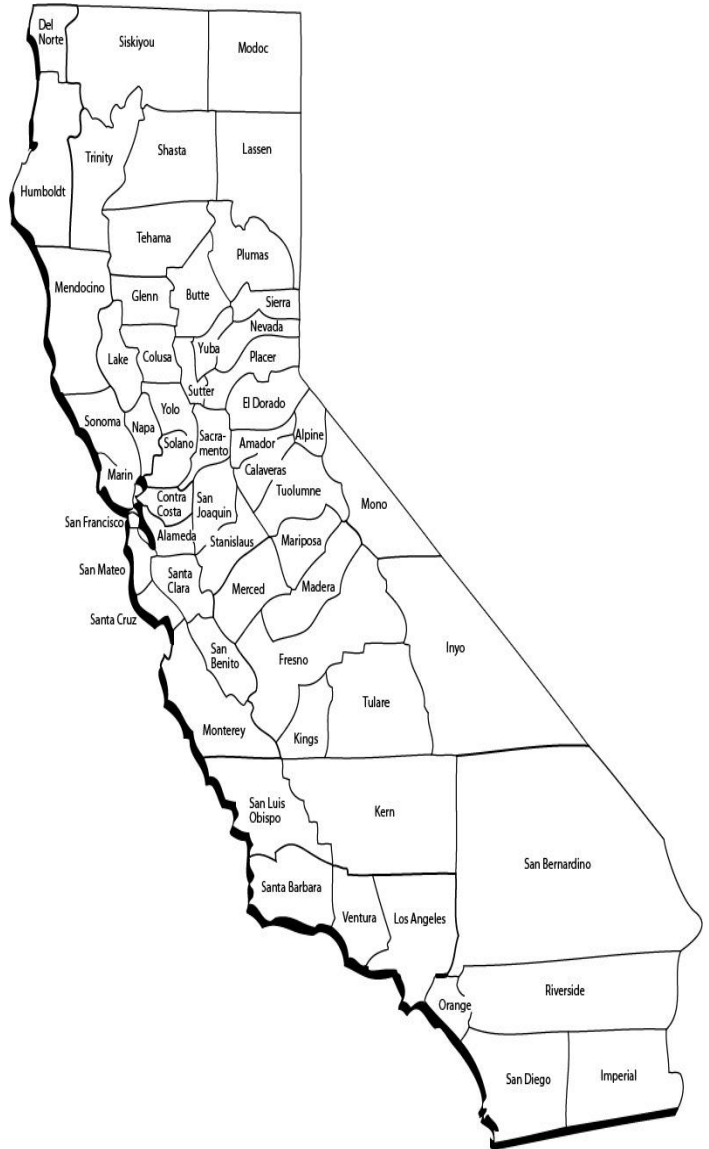 Del
Norte
Siskiyou
Modoc
Humboldt
Trinity
Shasta
Lassen
Tehama
Plumas
Mendocino
Glenn
Butte
Sierra
Nevada
Lake
Colusa
Yuba
Placer
Sutter
Sonoma
Napa
Yolo
El Dorado
Solano
Sacra-
mento
Amador
Alpine
Marin
Calaveras
Contra
Costa
San
Joaquin
Tuolumne
Mono
San Francisco
Alameda
Stanislaus
Mariposa
San Mateo
Santa
Clara
Merced
Madera
Santa Cruz
San
Benito
Fresno
Inyo
Monterey
Kings
Tulare
San Luis
Obispo
Kern
San Bernardino
Santa Barbara
Ventura
Los Angeles
Orange
Riverside
San Diego
Imperial